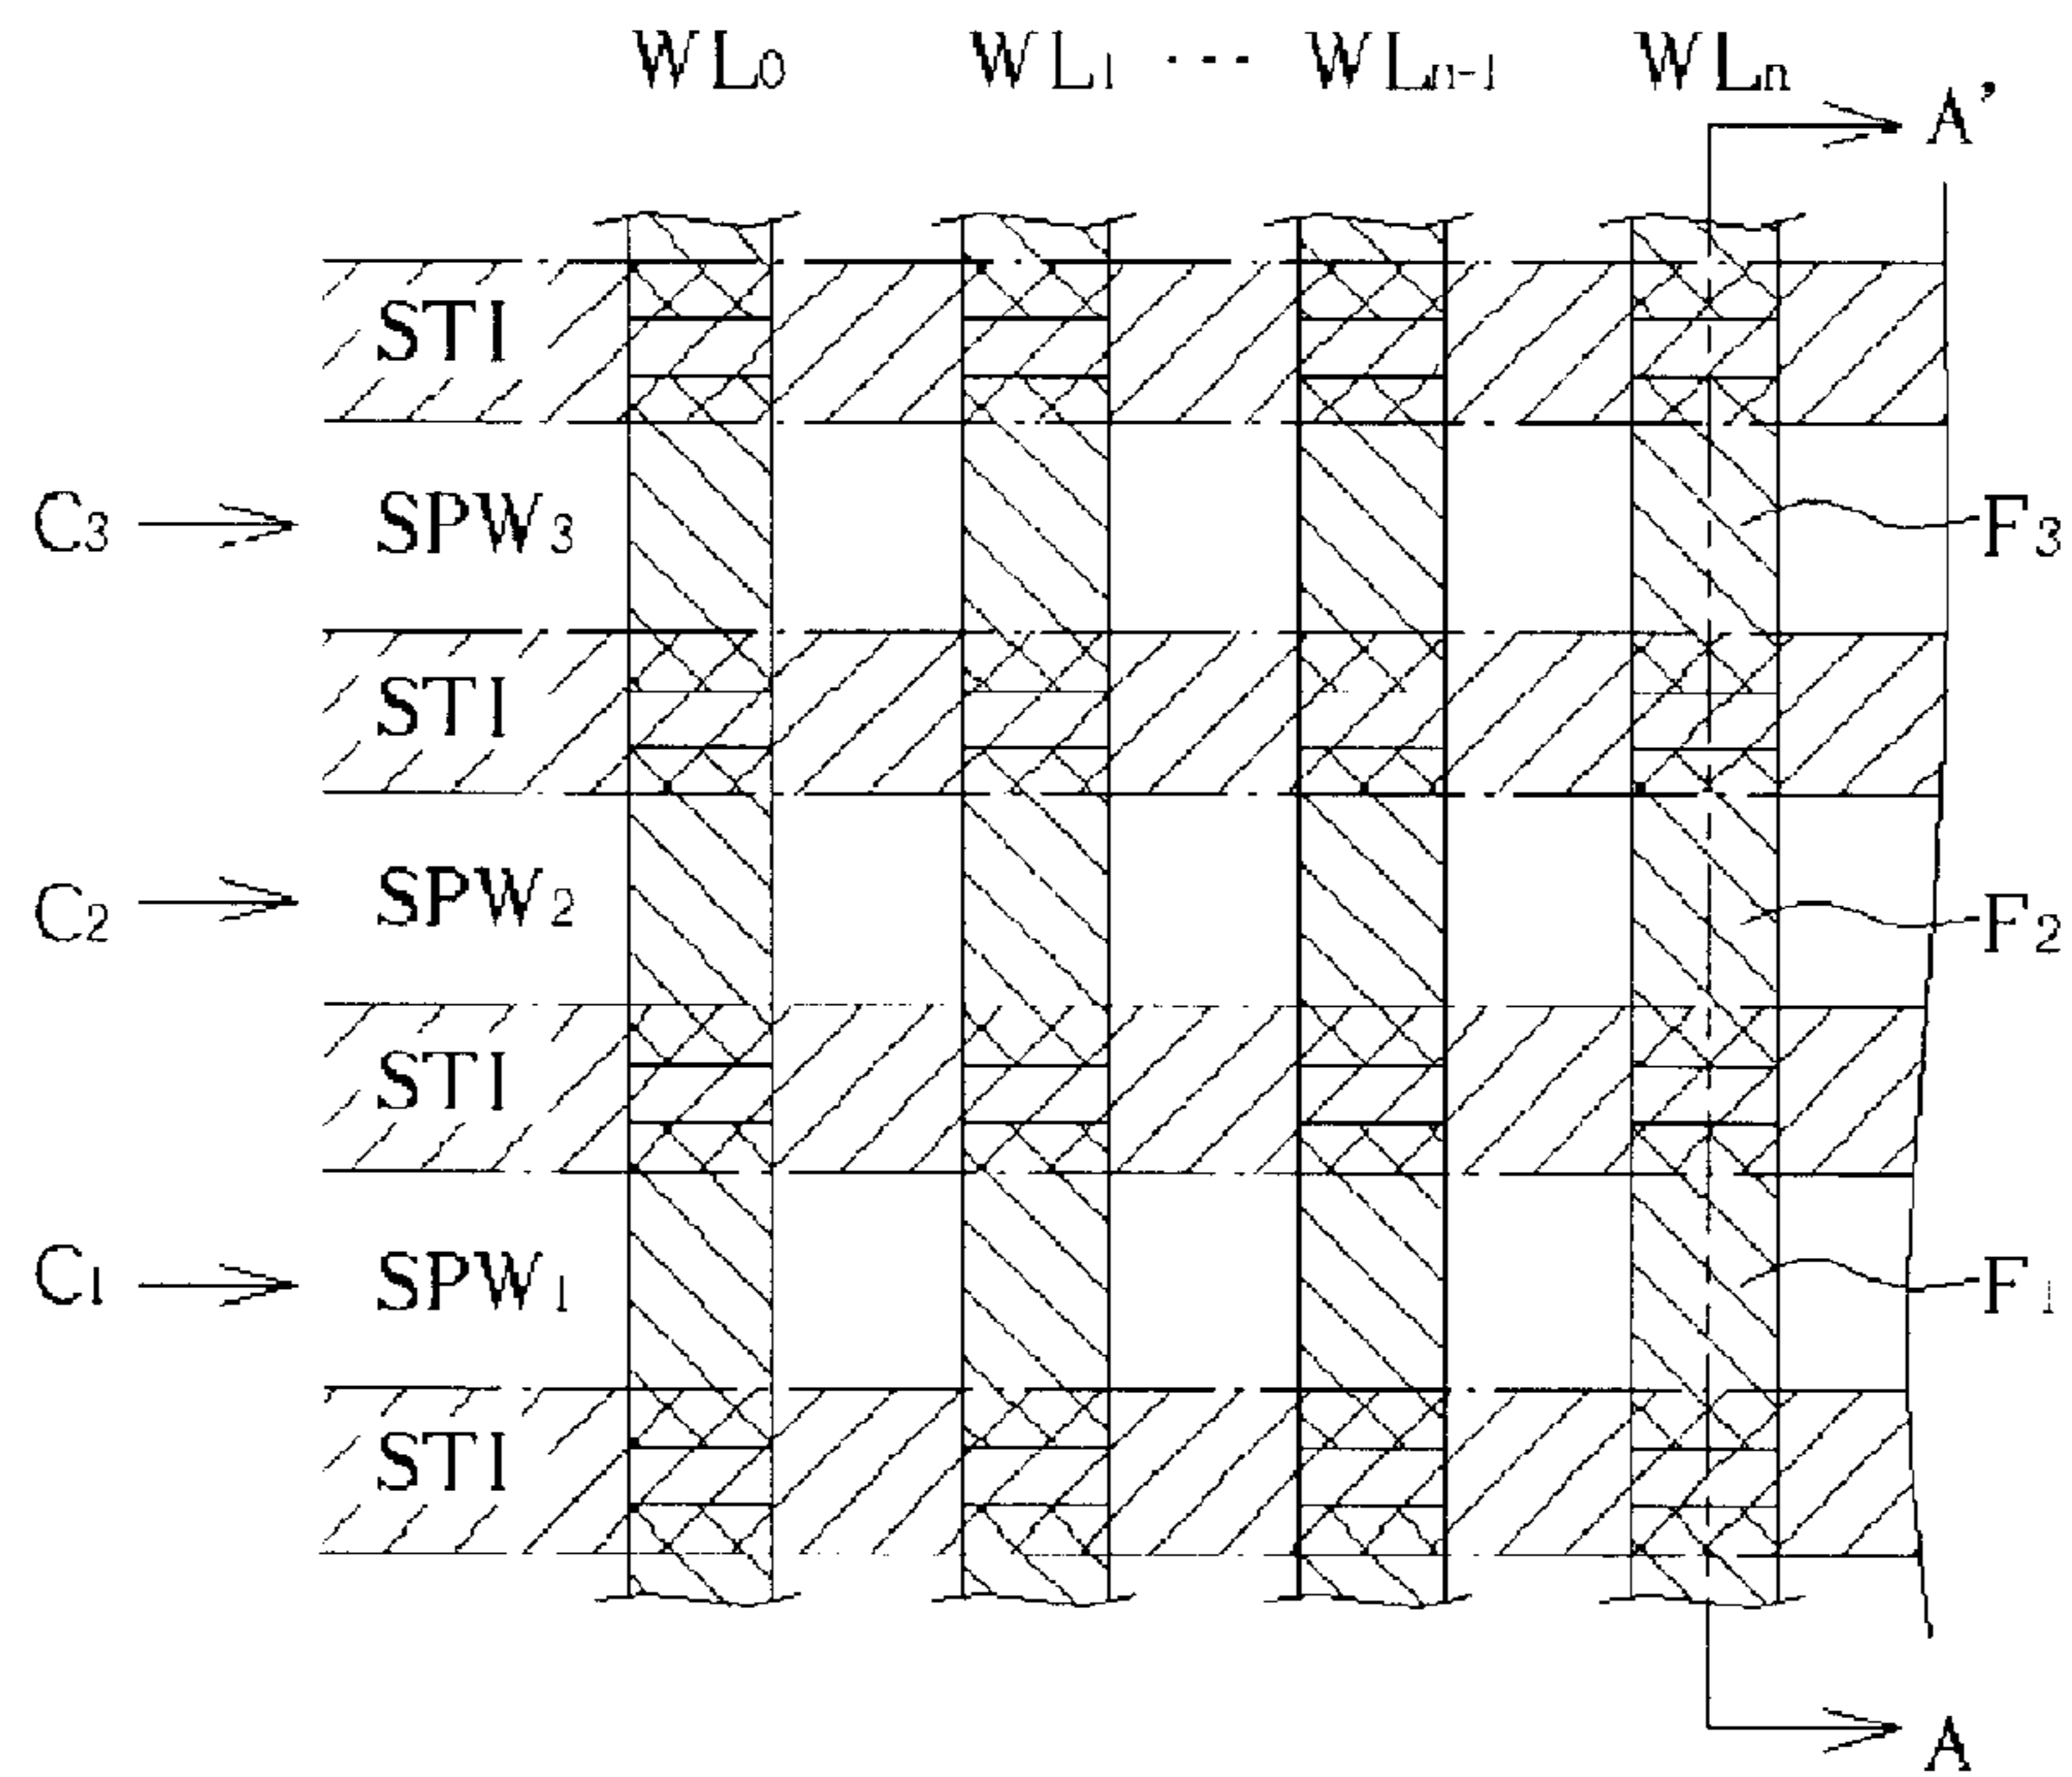 WL0 WL1 ... WLn-1 WLn
A'
STI
C3 SPW3 F3
STI
C2 SPW2 F2
STI
C1 SPW1 F1
STI
A